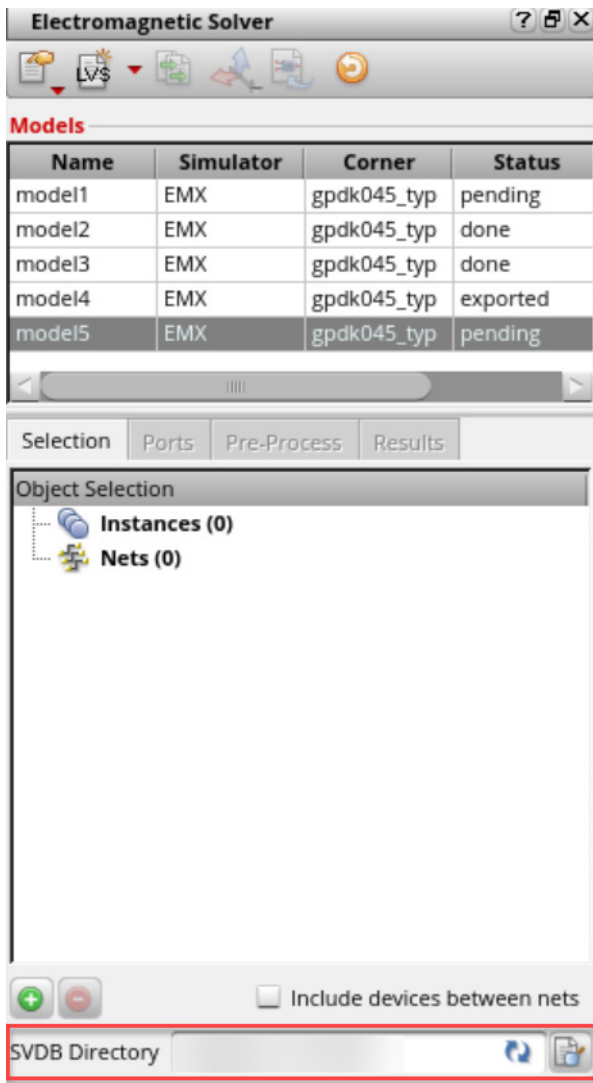 Electromagnetic Solver
LVS
Models
Name Simulator Corner Status
model1 EMX gpdk045_typ pending
model2 EMX gpdk045_typ done
model3 EMX gpdk045_typ done
model4 EMX gpdk045_typ exported
model5 EMX gpdk045_typ pending
Selection Ports Pre-Process Results
Object Selection
Instances (0)
Nets (0)
Include devices between nets
SVDB Directory